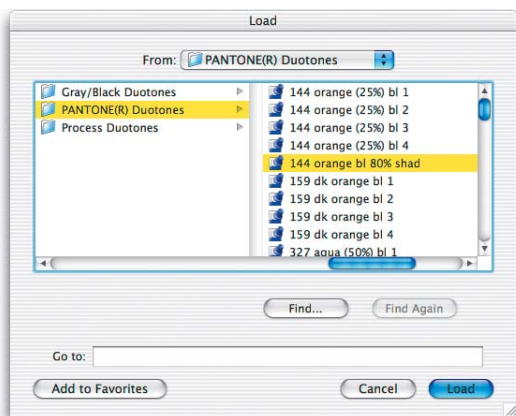 Load
From: PANTONE(R) Duotones
Gray/Black Duotones
PANTONE(R) Duotones
Process Duotones
144 orange (25%) bl 1
144 orange (25%) bl 2
144 orange (25%) bl 3
144 orange (25%) bl 4
144 orange bl 80% shad
159 dk orange bl 1
159 dk orange bl 2
159 dk orange bl 3
159 dk orange bl 4
327 aqua (50%) bl 1
Find...
Find Again
Go to:
Add to Favorites
Cancel
Load